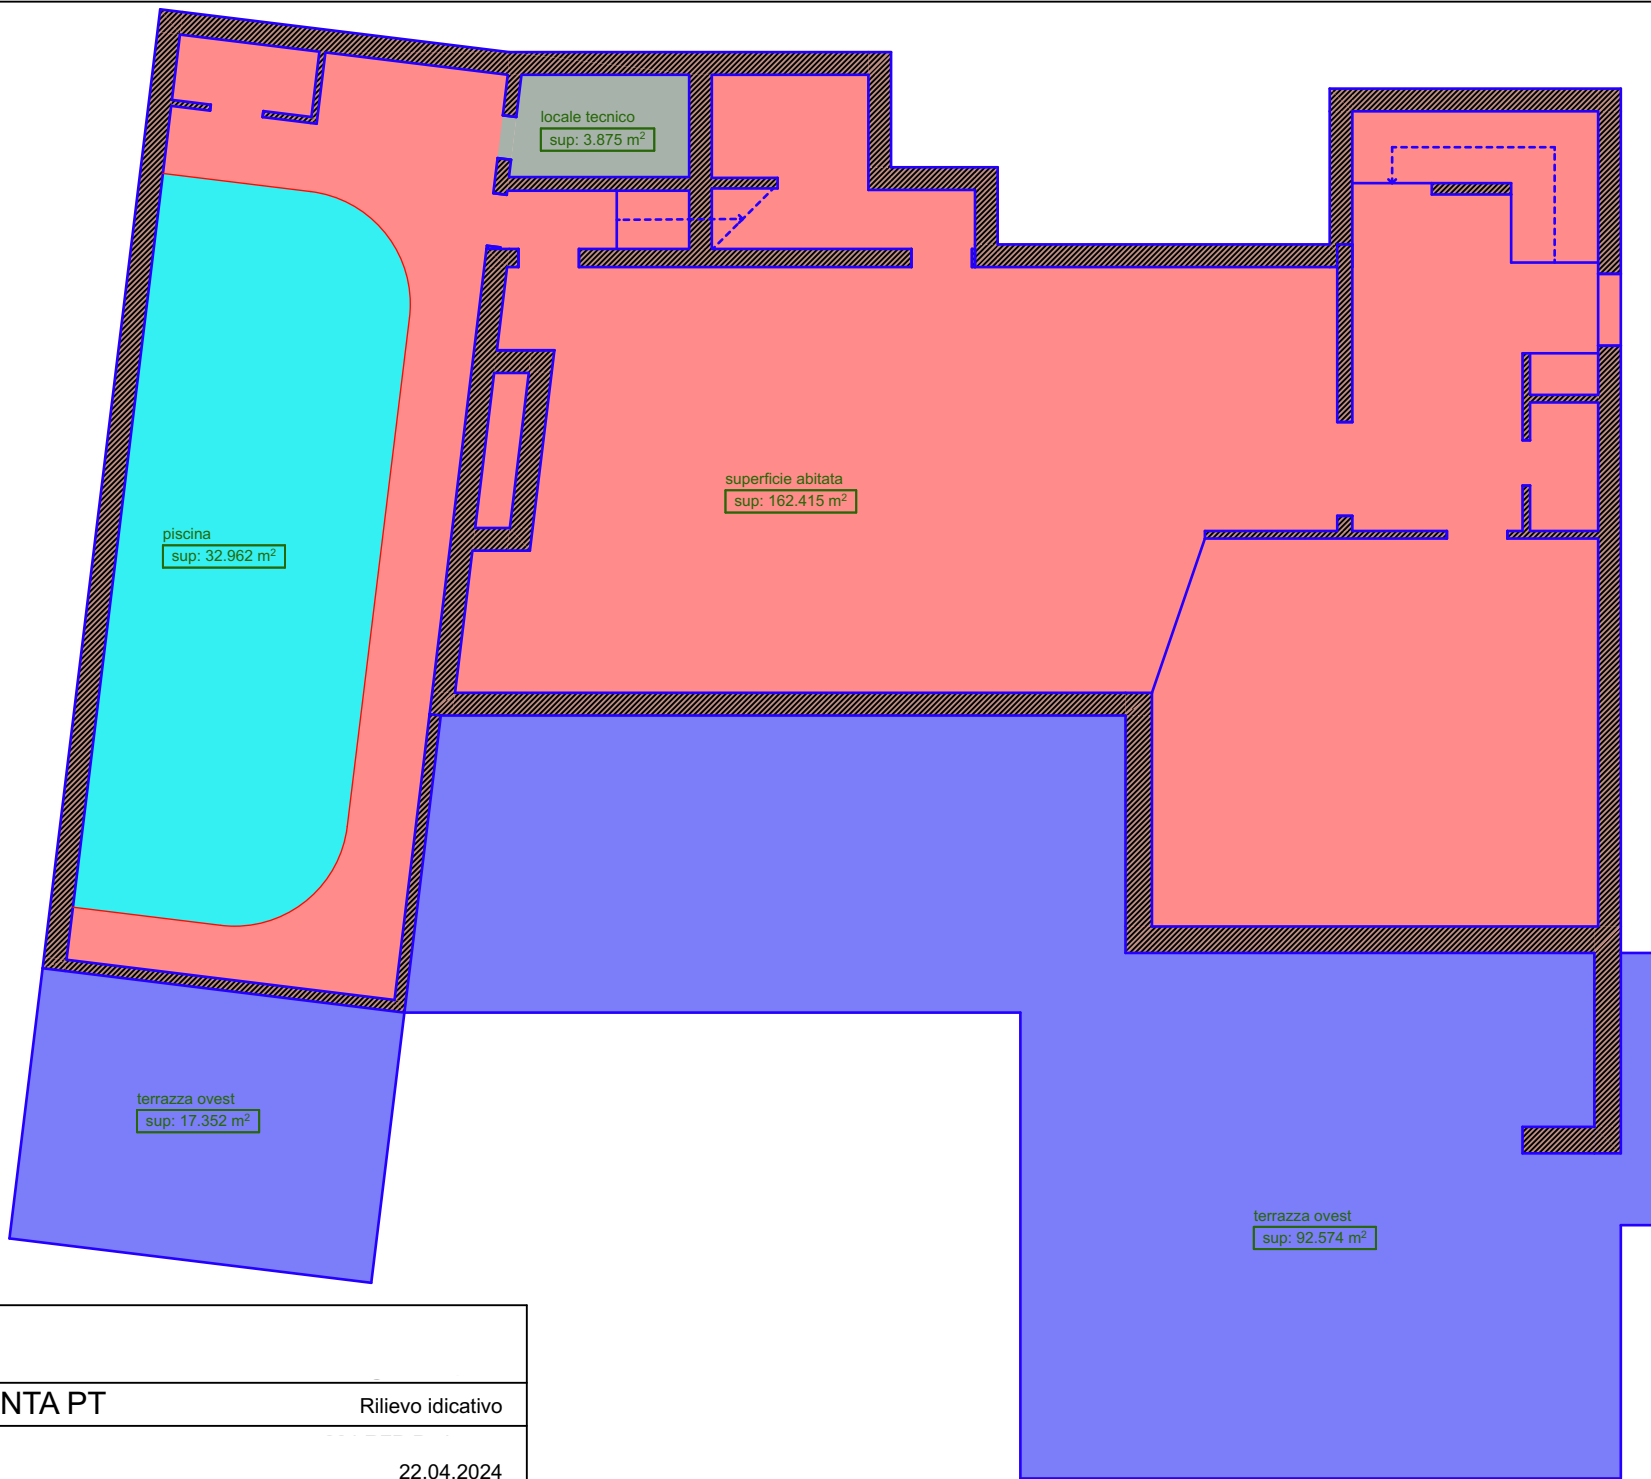 locale tecnico
sup: 3.875 m²
superficie abitata
sup: 162.415 m²
piscina
sup: 32.962 m²
terrazza ovest
sup: 17.352 m²
terrazza ovest
sup: 92.574 m²
NTA PT
Rilievo idicativo
22.04.2024